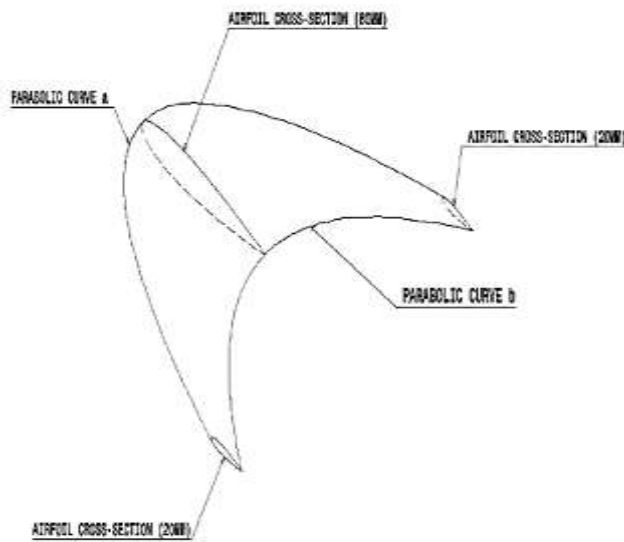 AIRFOIL CROSS-SECTION (80MM)
PARABOLIC CURVE a
AIRFOIL CROSS-SECTION (20MM)
PARABOLIC CURVE b
AIRFOIL CROSS-SECTION (20MM)